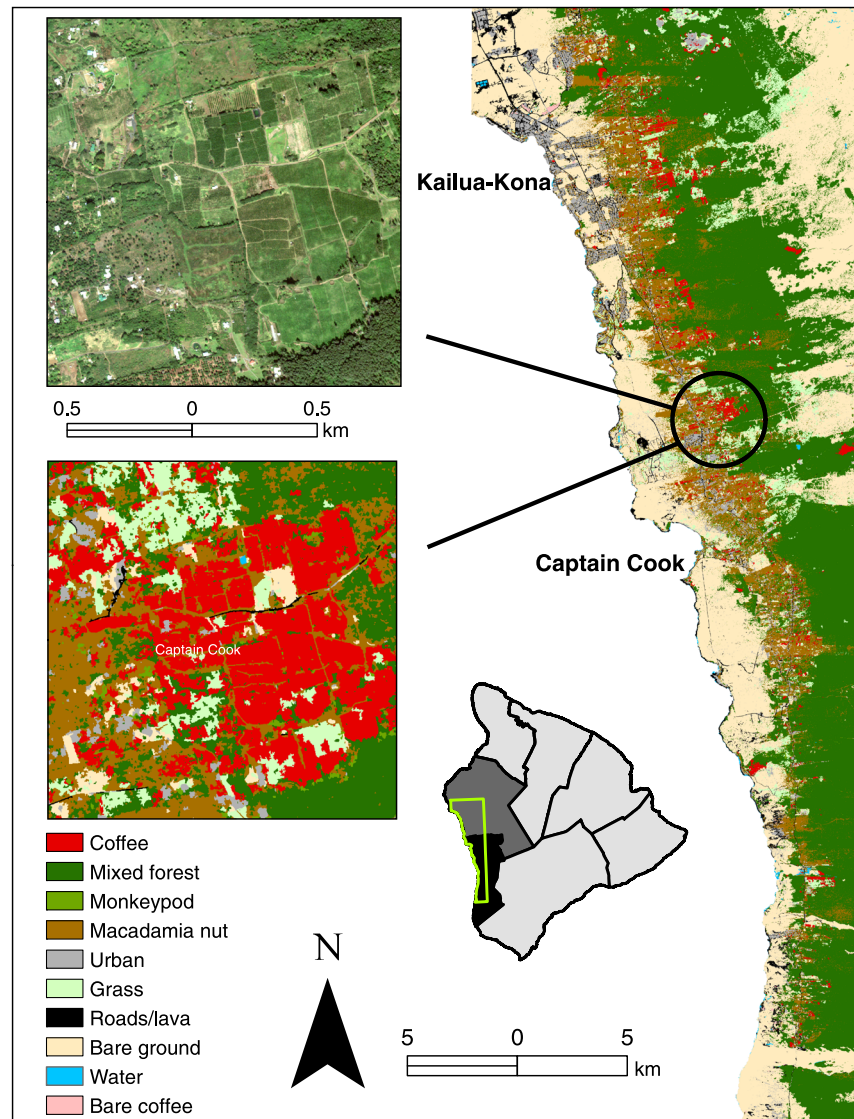 Kailua-Kona
0.5 0 0.5
km
Captain Cook
Captain Cook
Coffee
Mixed forest
Monkeypod
Macadamia nut
Urban
Grass
Roads/lava
Bare ground
Water
Bare coffee
N
5 0 5
km